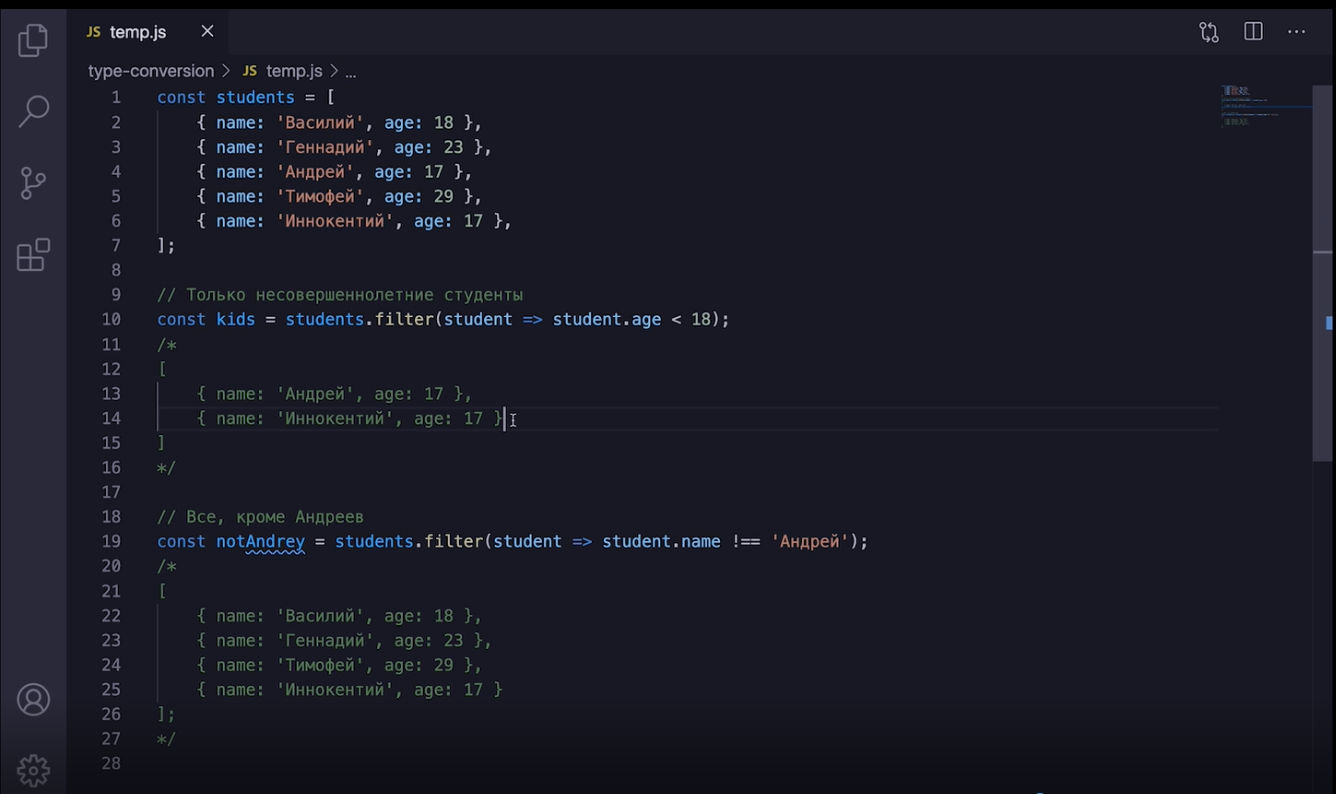 JS temp.js
type-conversion > JS temp.js > ...
1 const students = [
2 { name: 'Василий', age: 18 },
3 { name: 'Геннадий', age: 23 },
4 { name: 'Андрей', age: 17 },
5 { name: 'Тимофей', age: 29 },
6 { name: 'Иннокентий', age: 17 },
7 ];
8
9 // Только несовершеннолетние студенты
10 const kids = students.filter(student => student.age < 18);
11 /*
12 [
13 { name: 'Андрей', age: 17 },
14 { name: 'Иннокентий', age: 17 }
15 ]
16 */
17
18 // Все, кроме Андреев
19 const notAndrey = students.filter(student => student.name !== 'Андрей');
20 /*
21 [
22 { name: 'Василий', age: 18 },
23 { name: 'Геннадий', age: 23 },
24 { name: 'Тимофей', age: 29 },
25 { name: 'Иннокентий', age: 17 }
26 ];
27 */
28